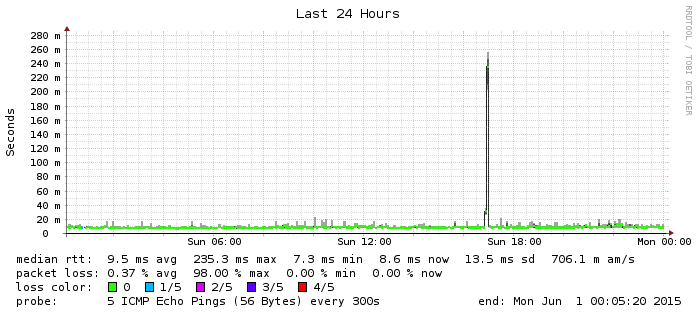 Last 24 Hours
RRDTOOL / TOBI OETIKER
Seconds
280 m
260 m
240 m
220 m
200 m
180 m
160 m
140 m
120 m
100 m
80 m
60 m
40 m
20 m
0
Sun 06:00 Sun 12:00 Sun 18:00 Mon 00:00
median rtt: 9.5 ms avg 235.3 ms max 7.3 ms min 8.6 ms now 13.5 ms sd 706.1 m am/s
packet loss: 0.37 % avg 98.00 % max 0.00 % min 0.00 % now
loss color: 0 1/5 2/5 3/5 4/5
probe: 5 ICMP Echo Pings (56 Bytes) every 300s end: Mon Jun 1 00:05:20 2015